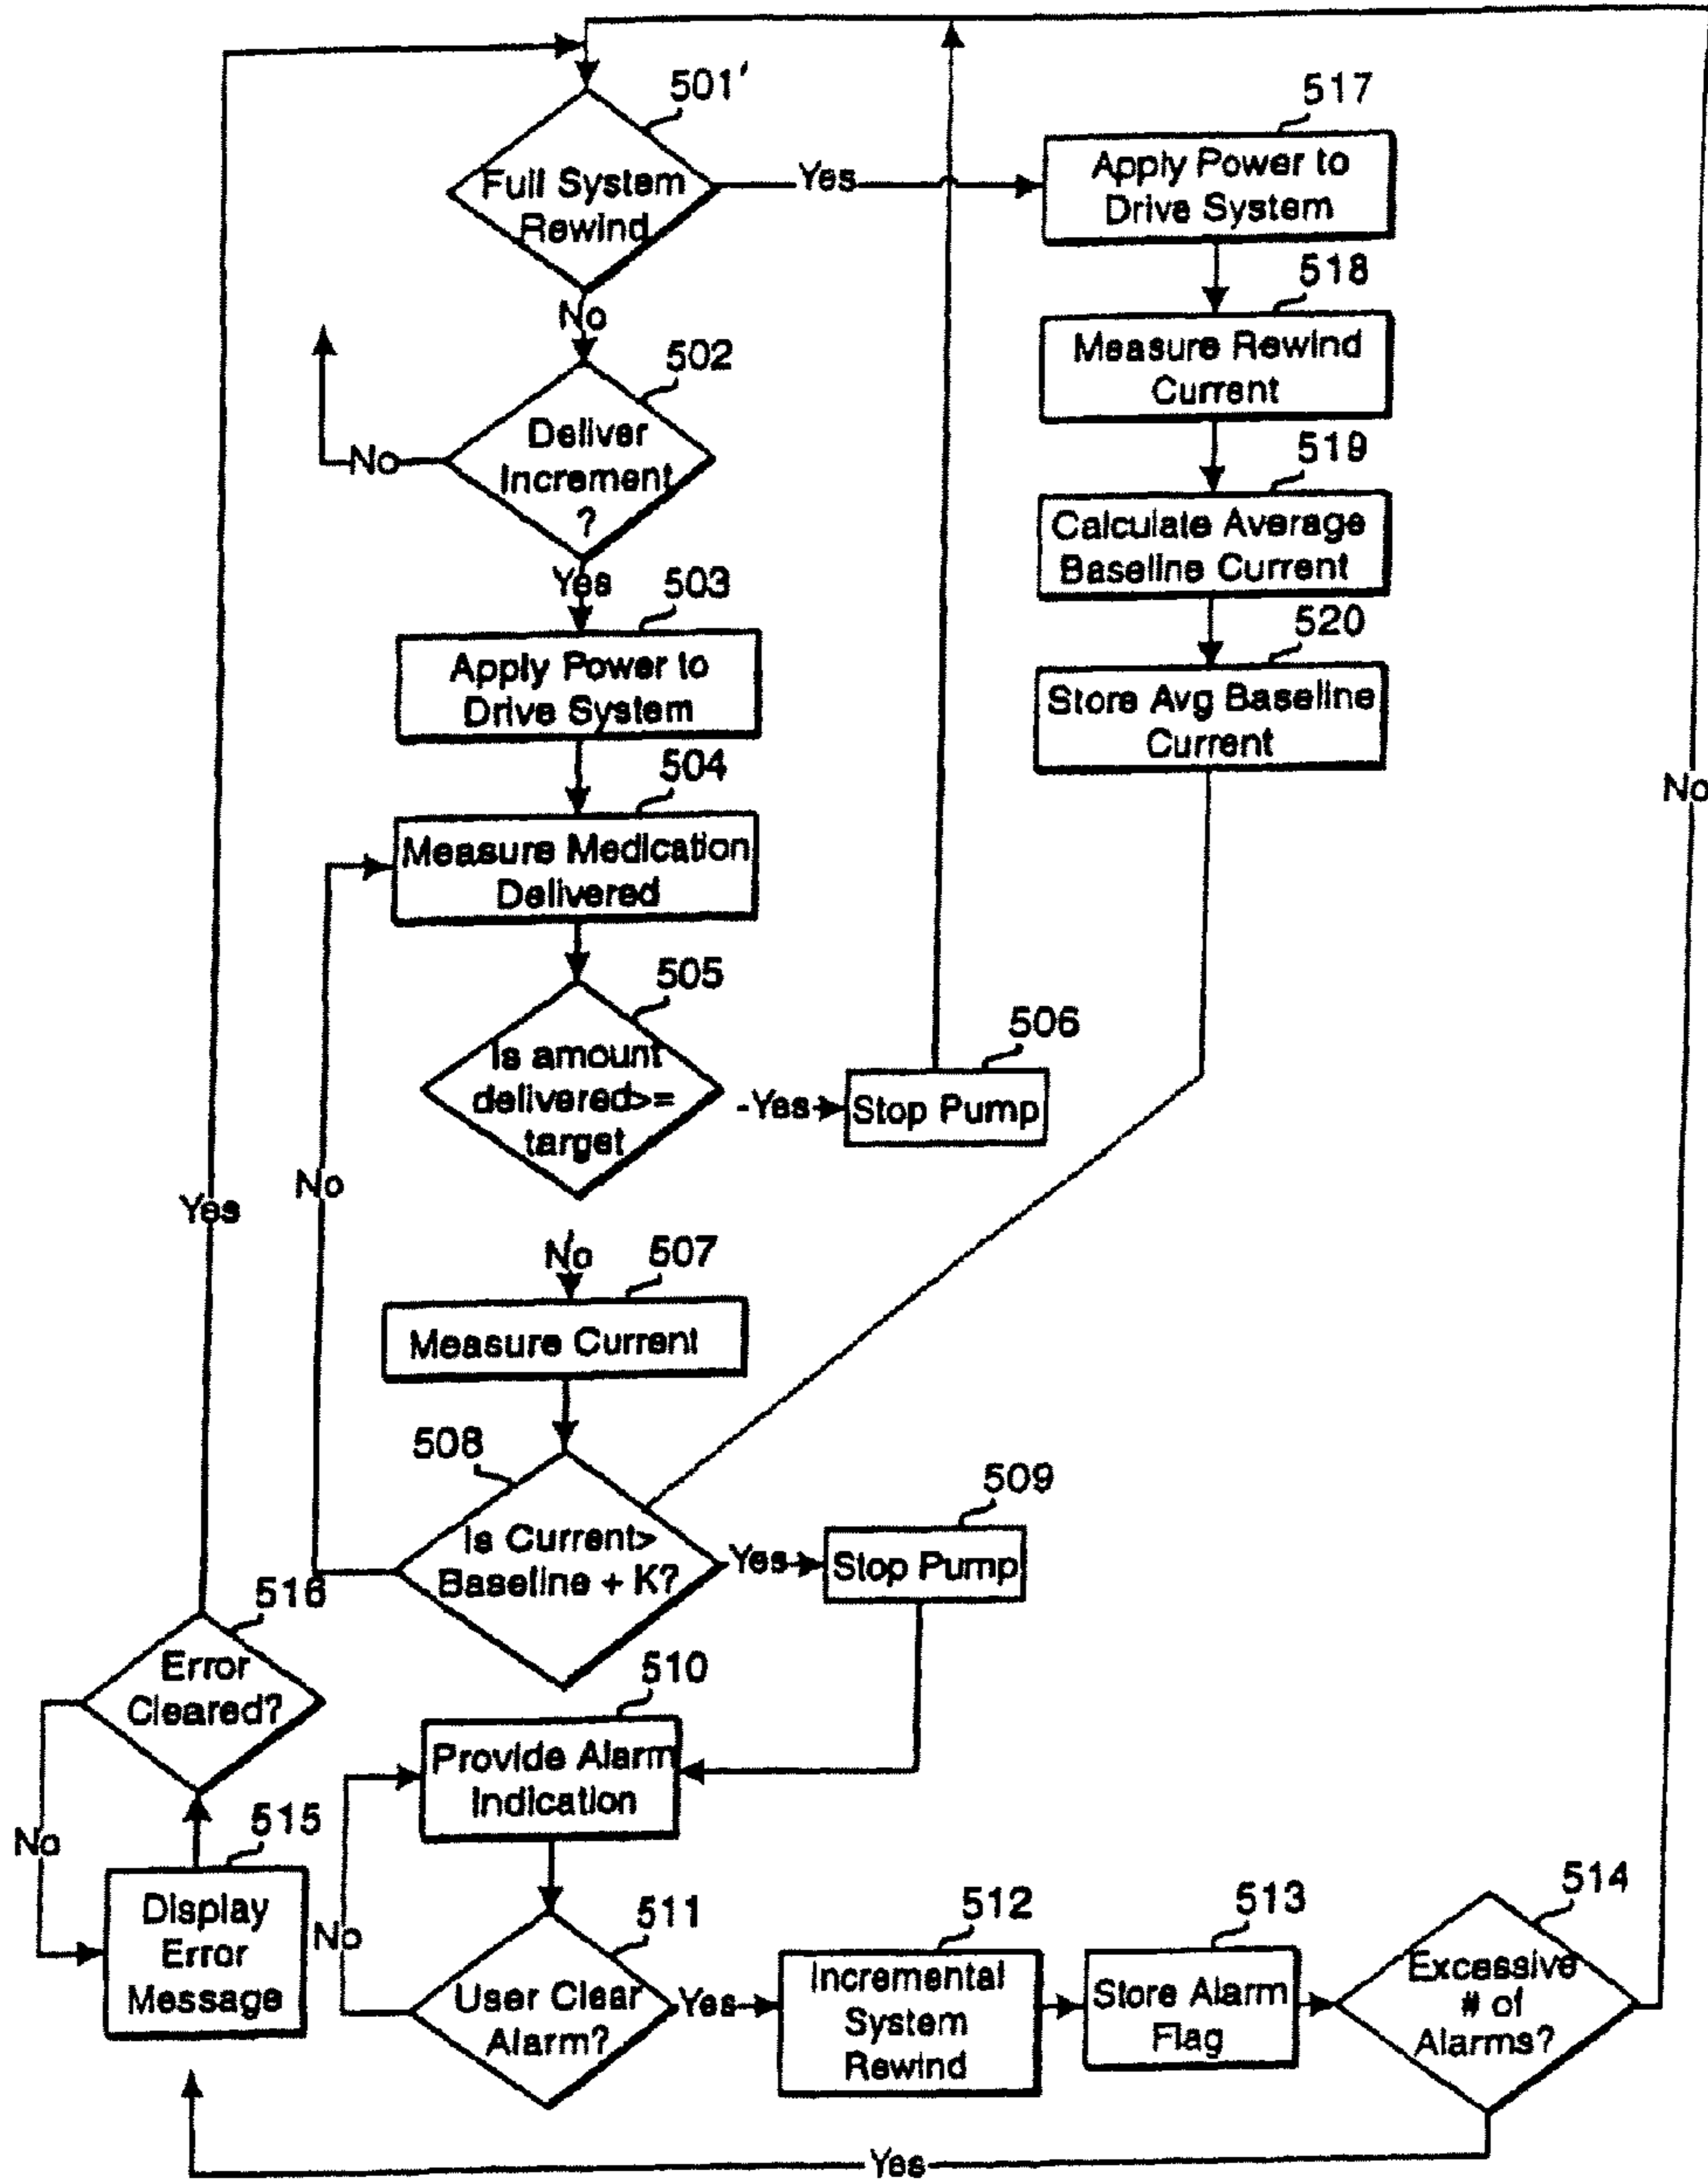 501'
Full System
Rewind
Yes
517
Apply Power to
Drive System
No
518
Measure Rewind
Current
502
Deliver
Increment
?
No
519
Calculate Average
Baseline Current
Yes
503
Apply Power to
Drive System
520
Store Avg Baseline
Current
504
Measure Medication
Delivered
No
505
Is amount
delivered>=
target
-Yes
506
Stop Pump
No
Yes
No
507
Measure Current
508
Is Current>
Baseline + K?
Yes
509
Stop Pump
516
Error
Cleared?
No
510
Provide Alarm
Indication
515
Display
Error
Message
No
511
User Clear
Alarm?
Yes
512
Incremental
System
Rewind
513
Store Alarm
Flag
514
Excessive
# of
Alarms?
Yes